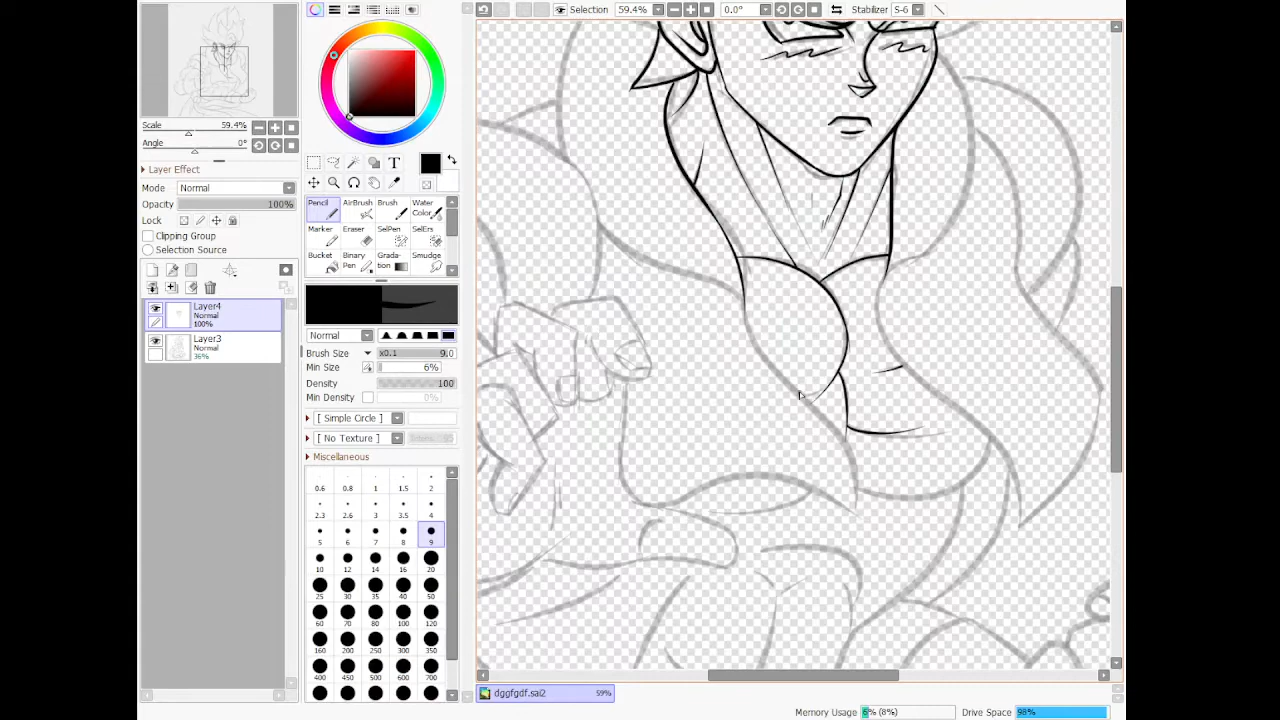 59.4%
Selection
0.0°
Stabilizer
S-6
Scale
59.4%
Angle
0°
Layer Effect
Mode
Normal
Opacity
100%
Lock
Clipping Group
Selection Source
Layer4
Normal
100%
Layer3
Normal
36%
T
Pencil
AirBrush
Brush
Water
Color
Marker
Eraser
SelPen
SelErs
Bucket
Binary
Pen
Grada-
tion
Smudge
Normal
Brush Size
x0.1
9.0
Min Size
6%
Density
100
Min Density
0%
[ Simple Circle ]
[ No Texture ]
Miscellaneous
0.6 0.8 1 1.5 2
2.3 2.6 3 3.5 4
5 6 7 8 9
10 12 14 16 20
25 30 35 40 50
60 70 80 100 120
160 200 250 300 350
400 450 500 600 700
dggfgdf.sai2
59%
Memory Usage
6% (8%)
Drive Space
98%